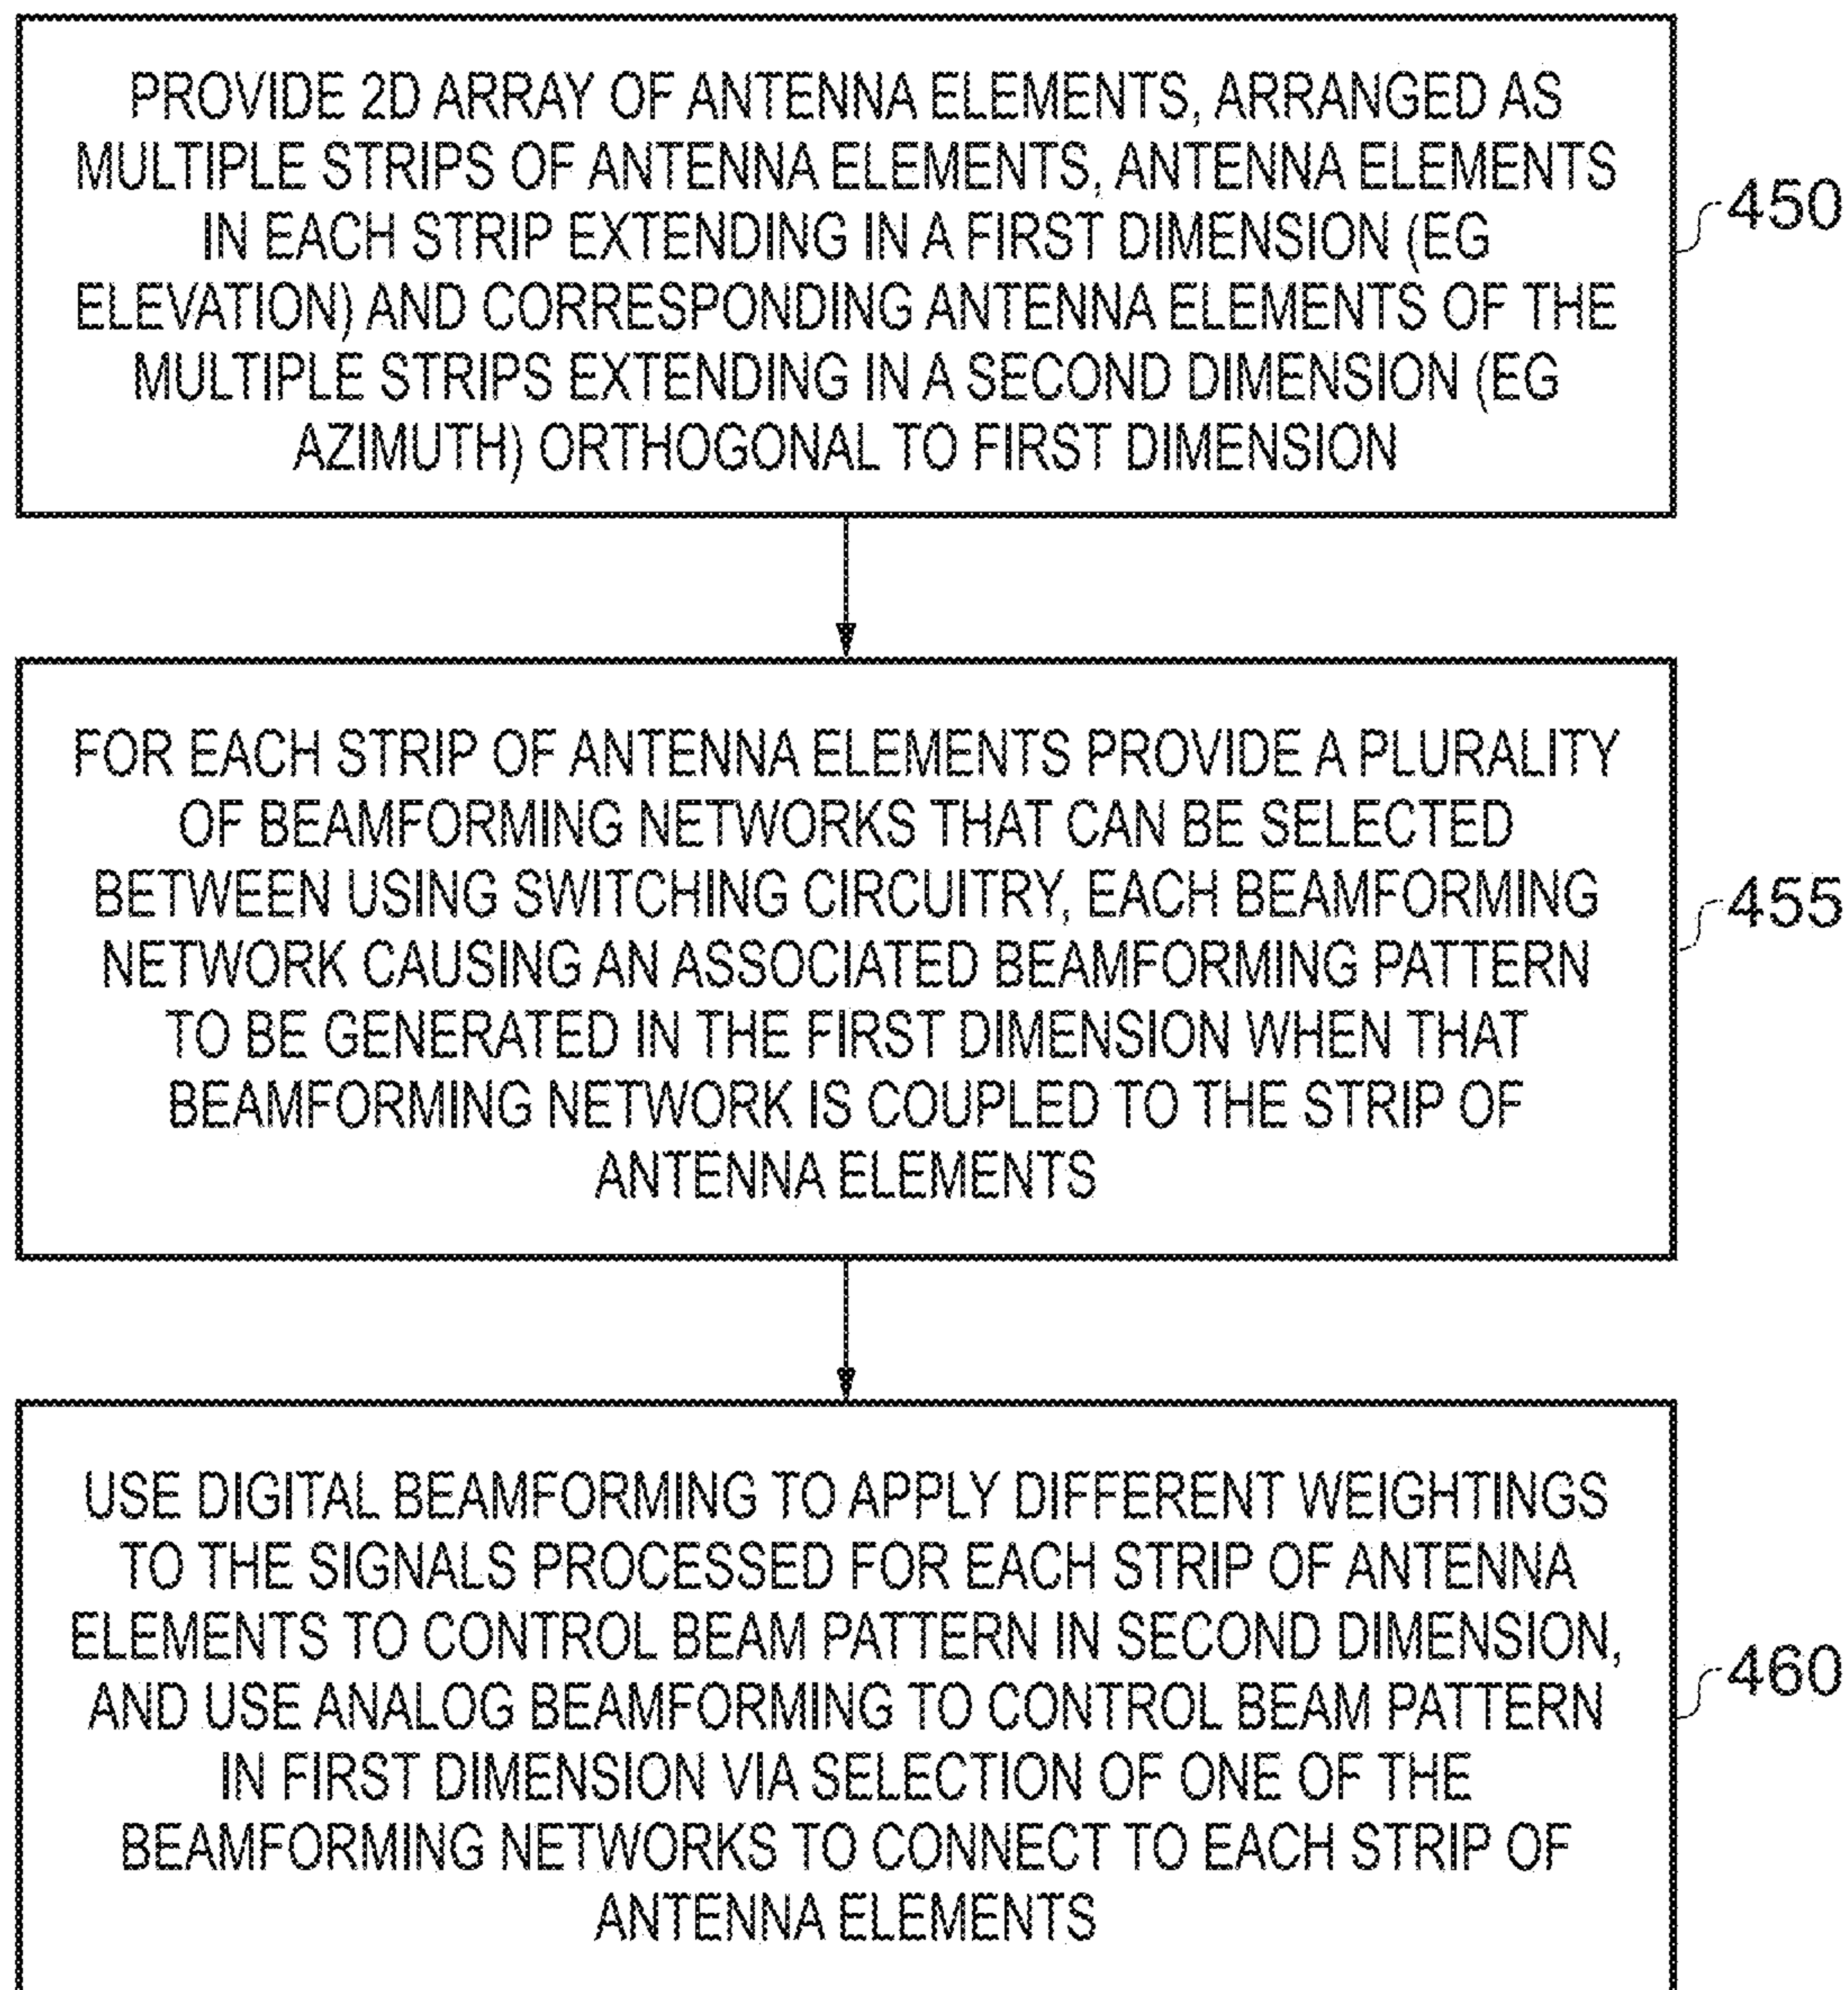 PROVIDE 2D ARRAY OF ANTENNA ELEMENTS, ARRANGED AS
MULTIPLE STRIPS OF ANTENNA ELEMENTS, ANTENNA ELEMENTS
IN EACH STRIP EXTENDING IN A FIRST DIMENSION (EG
ELEVATION) AND CORRESPONDING ANTENNA ELEMENTS OF THE
MULTIPLE STRIPS EXTENDING IN A SECOND DIMENSION (EG
AZIMUTH) ORTHOGONAL TO FIRST DIMENSION
450
FOR EACH STRIP OF ANTENNA ELEMENTS PROVIDE A PLURALITY
OF BEAMFORMING NETWORKS THAT CAN BE SELECTED
BETWEEN USING SWITCHING CIRCUITRY, EACH BEAMFORMING
NETWORK CAUSING AN ASSOCIATED BEAMFORMING PATTERN
TO BE GENERATED IN THE FIRST DIMENSION WHEN THAT
BEAMFORMING NETWORK IS COUPLED TO THE STRIP OF
ANTENNA ELEMENTS
455
USE DIGITAL BEAMFORMING TO APPLY DIFFERENT WEIGHTINGS
TO THE SIGNALS PROCESSED FOR EACH STRIP OF ANTENNA
ELEMENTS TO CONTROL BEAM PATTERN IN SECOND DIMENSION,
AND USE ANALOG BEAMFORMING TO CONTROL BEAM PATTERN
IN FIRST DIMENSION VIA SELECTION OF ONE OF THE
BEAMFORMING NETWORKS TO CONNECT TO EACH STRIP OF
ANTENNA ELEMENTS
460